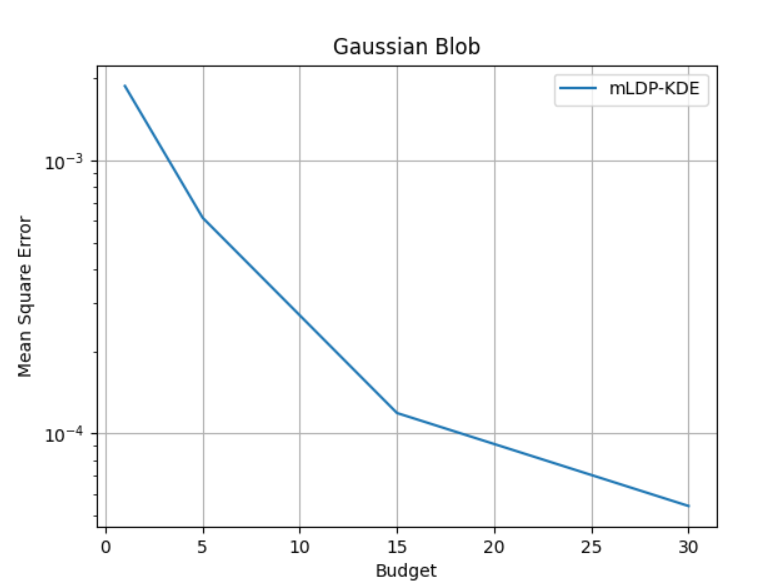 Gaussian Blob
mLDP-KDE
Mean Square Error
10⁻³
10⁻⁴
0 5 10 15 20 25 30
Budget